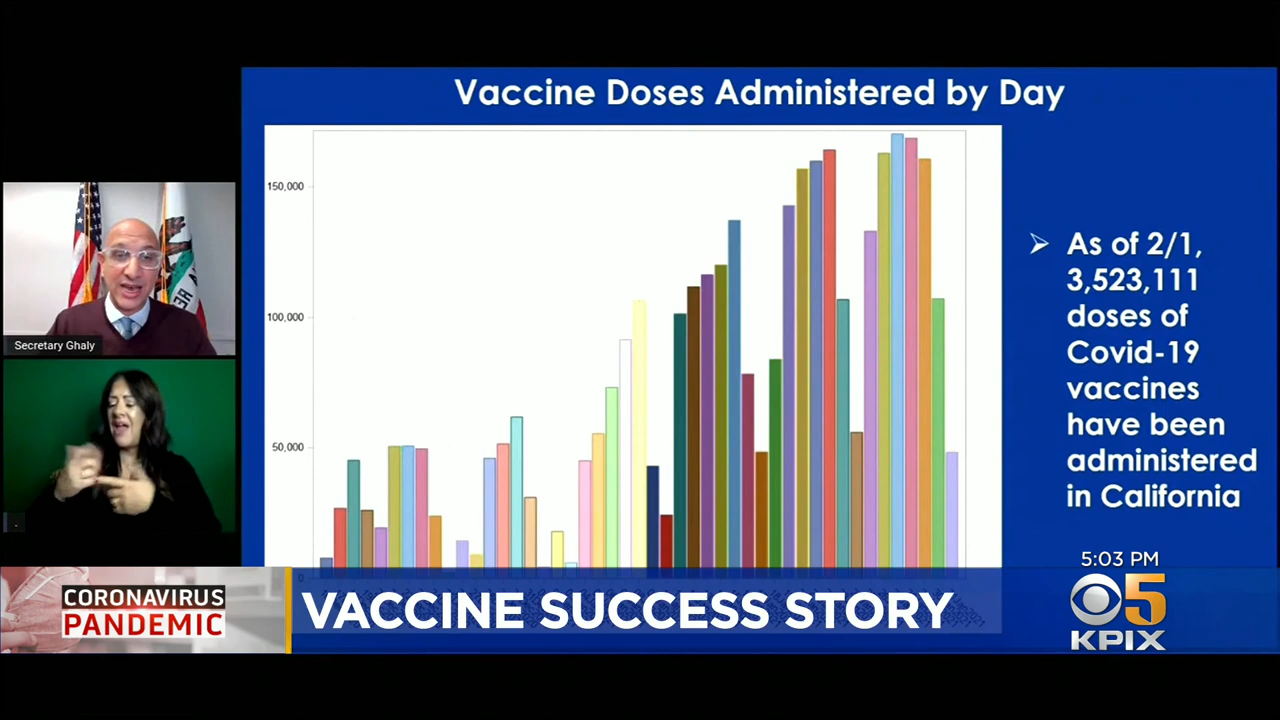 Vaccine Doses Administered by Day
150,000
100,000
50,000
0
As of 2/1,
3,523,111
doses of
Covid-19
vaccines
have been
administered
in California
Secretary Ghaly
5:03 PM
CORONAVIRUS
PANDEMIC
VACCINE SUCCESS STORY
5
KPIX